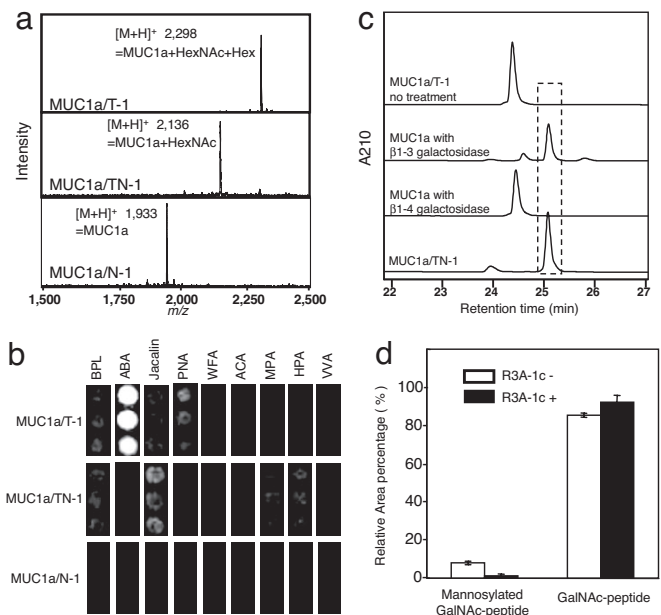 a
[M+H]+ 2,298
=MUC1a+HexNAc+Hex
MUC1a/T-1
[M+H]+ 2,136
=MUC1a+HexNAc
MUC1a/TN-1
[M+H]+ 1,933
=MUC1a
MUC1a/N-1
Intensity
1,500 1,750 2,000 2,250 2,500
m/z
b
BPL ABA Jacalin PNA WFA ACA MPA HPA VVA
MUC1a/T-1
MUC1a/TN-1
MUC1a/N-1
c
MUC1a/T-1
no treatment
MUC1a with
β1-3 galactosidase
MUC1a with
β1-4 galactosidase
MUC1a/TN-1
A210
22 23 24 25 26 27
Retention time (min)
d
R3A-1c -
R3A-1c +
Relative Area percentage (%)
100
80
60
40
20
0
Mannosylated
GalNAc-peptide
GalNAc-peptide